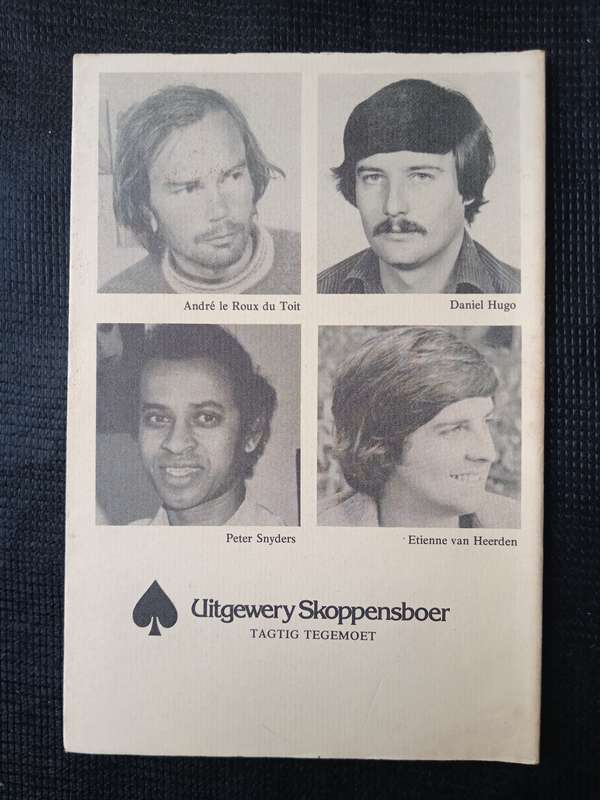 André le Roux du Toit
Daniel Hugo
Peter Snyders
Etienne van Heerden
Uitgewery Skoppensboer
TAGTIG TEGEMOET